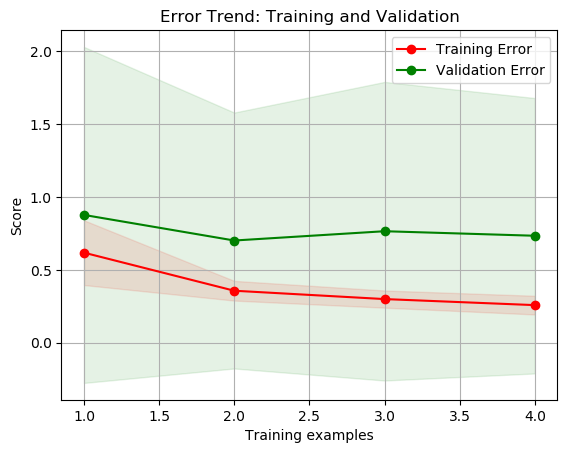 Error Trend: Training and Validation
Training Error
Validation Error
2.0
1.5
1.0
0.5
0.0
Score
1.0 1.5 2.0 2.5 3.0 3.5 4.0
Training examples